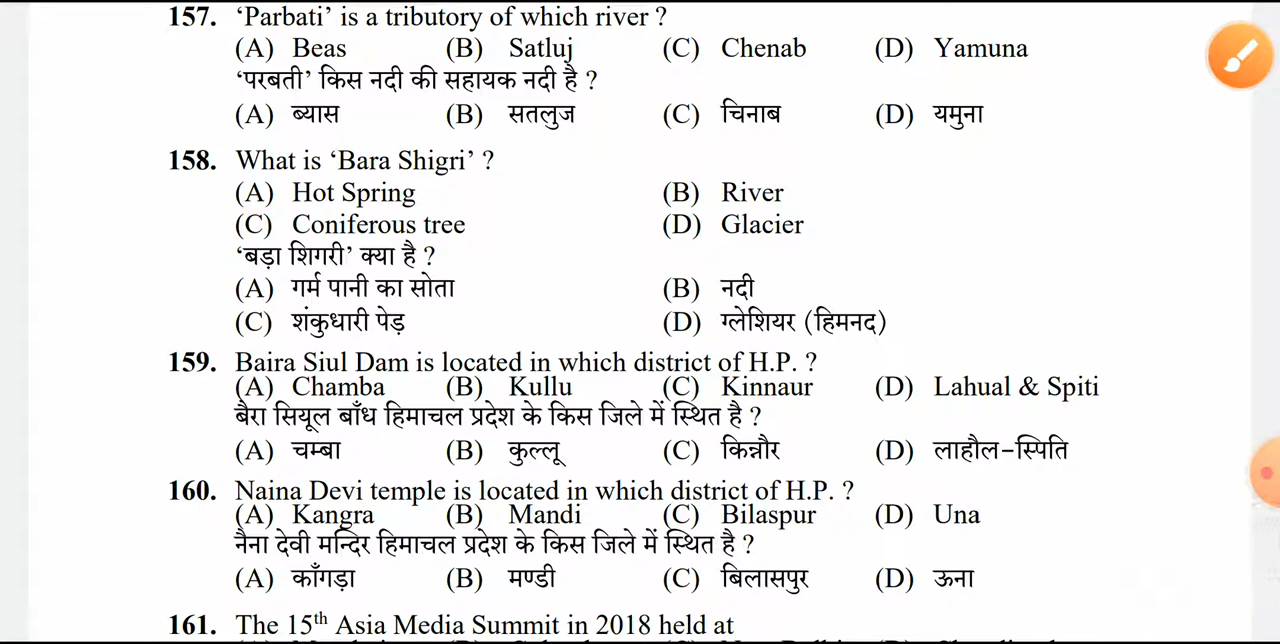 157. ‘Parbati’ is a tributory of which river ?
(A) Beas (B) Satluj (C) Chenab (D) Yamuna
‘परबती’ किस नदी की सहायक नदी है ?
(A) ब्यास (B) सतलुज (C) चिनाब (D) यमुना
158. What is ‘Bara Shigri’ ?
(A) Hot Spring (B) River
(C) Coniferous tree (D) Glacier
‘बड़ा शिगरी’ क्या है ?
(A) गर्म पानी का सोता (B) नदी
(C) शंकुधारी पेड़ (D) ग्लेशियर (हिमनद)
159. Baira Siul Dam is located in which district of H.P. ?
(A) Chamba (B) Kullu (C) Kinnaur (D) Lahual & Spiti
बैरा सियूल बाँध हिमाचल प्रदेश के किस जिले में स्थित है ?
(A) चम्बा (B) कुल्लू (C) किन्नौर (D) लाहौल-स्पिति
160. Naina Devi temple is located in which district of H.P. ?
(A) Kangra (B) Mandi (C) Bilaspur (D) Una
नैना देवी मन्दिर हिमाचल प्रदेश के किस जिले में स्थित है ?
(A) काँगड़ा (B) मण्डी (C) बिलासपुर (D) ऊना
161. The 15th Asia Media Summit in 2018 held at